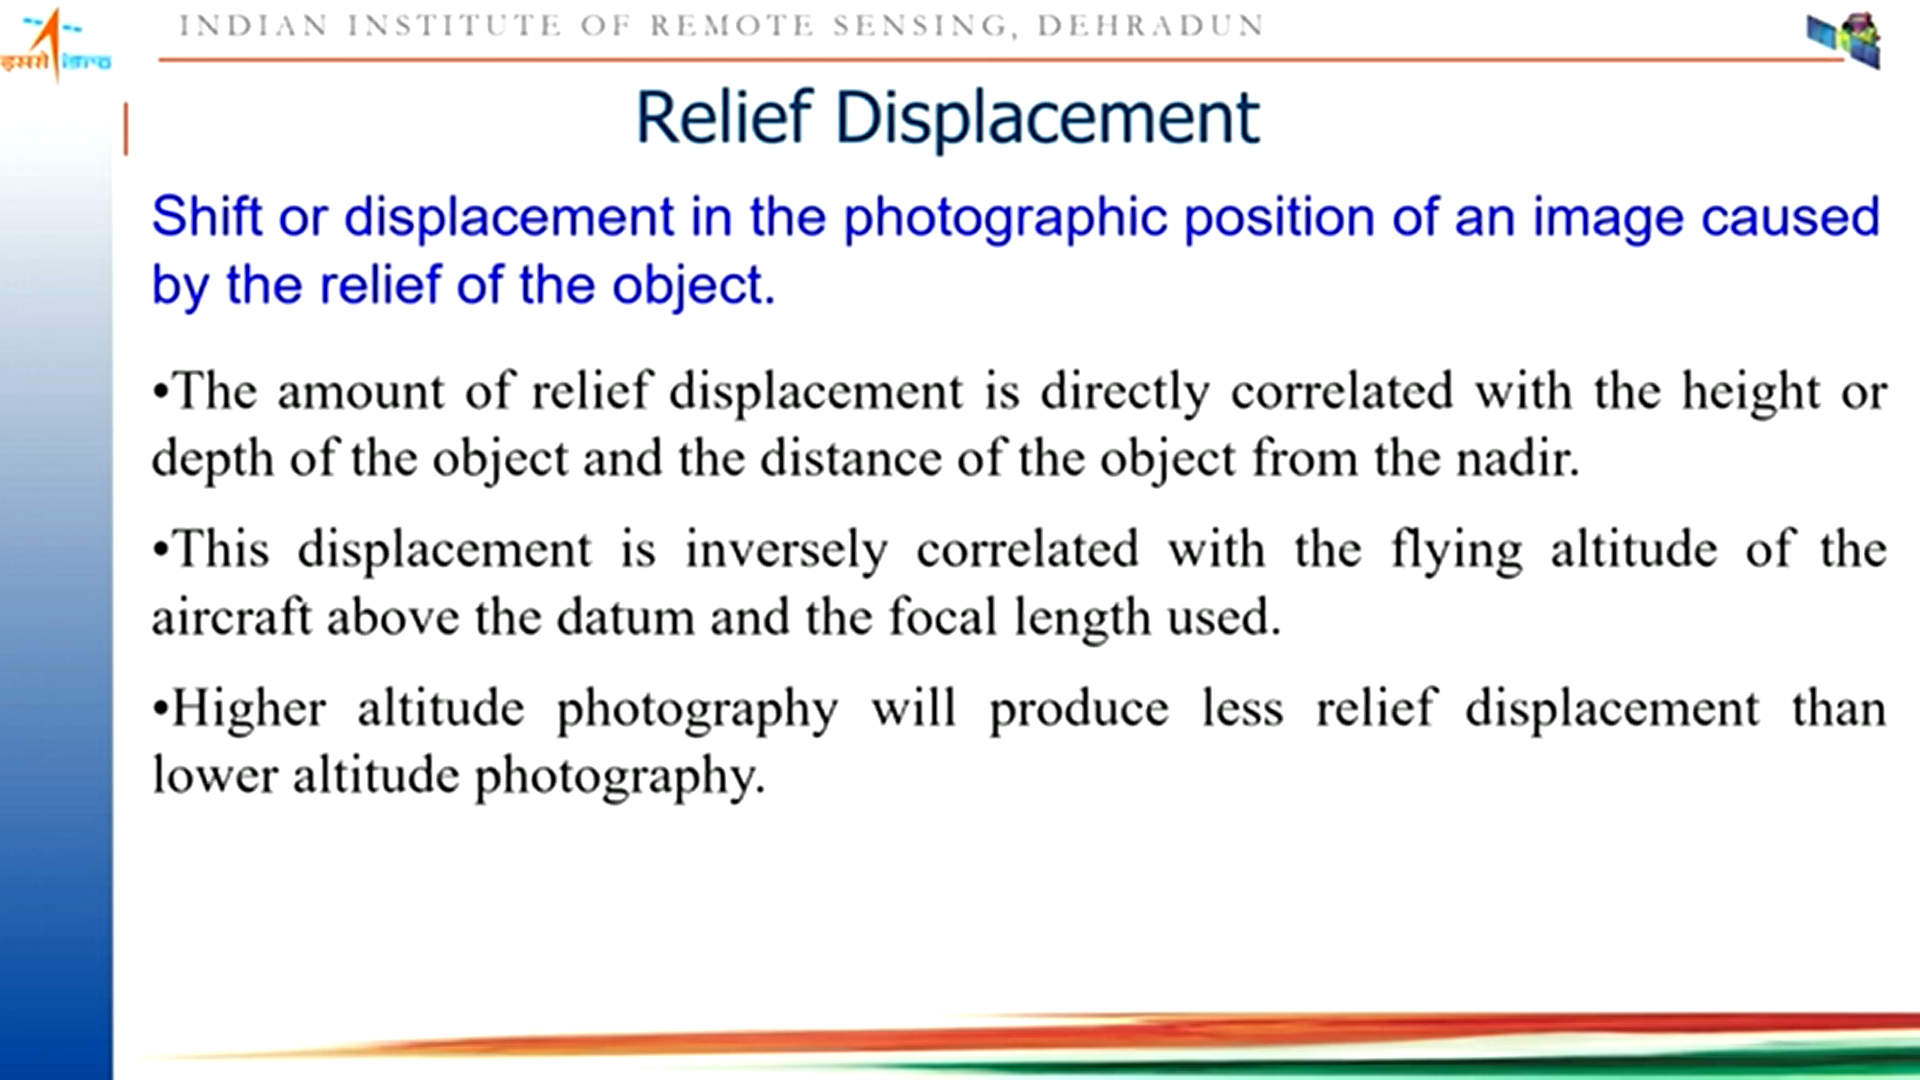 INDIAN INSTITUTE OF REMOTE SENSING, DEHRADUN
इसरो isro
Relief Displacement
Shift or displacement in the photographic position of an image caused
by the relief of the object.
•The amount of relief displacement is directly correlated with the height or
depth of the object and the distance of the object from the nadir.
•This displacement is inversely correlated with the flying altitude of the
aircraft above the datum and the focal length used.
•Higher altitude photography will produce less relief displacement than
lower altitude photography.